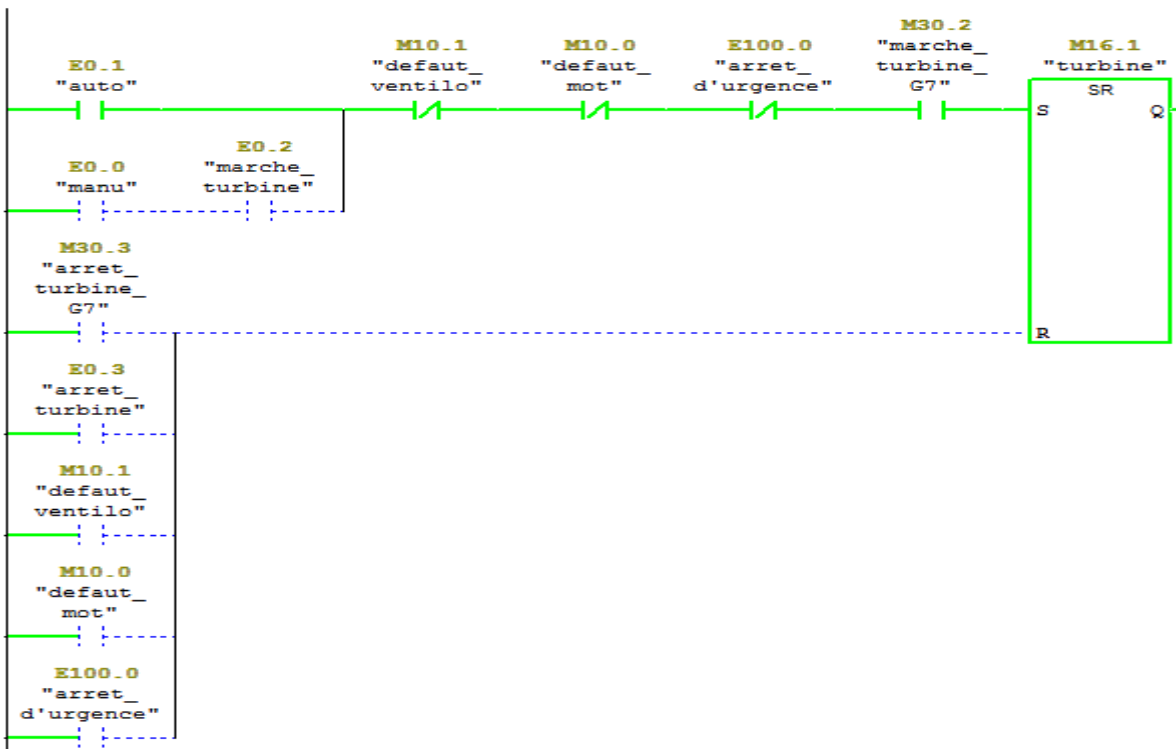 M30.2
M10.1 M10.0 E100.0 "marche_ M16.1
E0.1 "defaut_ "defaut_ "arret_ turbine_ "turbine"
"auto" ventilo" mot" d'urgence" G7" SR
S Q
E0.2
E0.0 "marche_
"manu" turbine"
M30.3
"arret_
turbine_
G7"
R
E0.3
"arret_
turbine"
M10.1
"defaut_
ventilo"
M10.0
"defaut_
mot"
E100.0
"arret_
d'urgence"